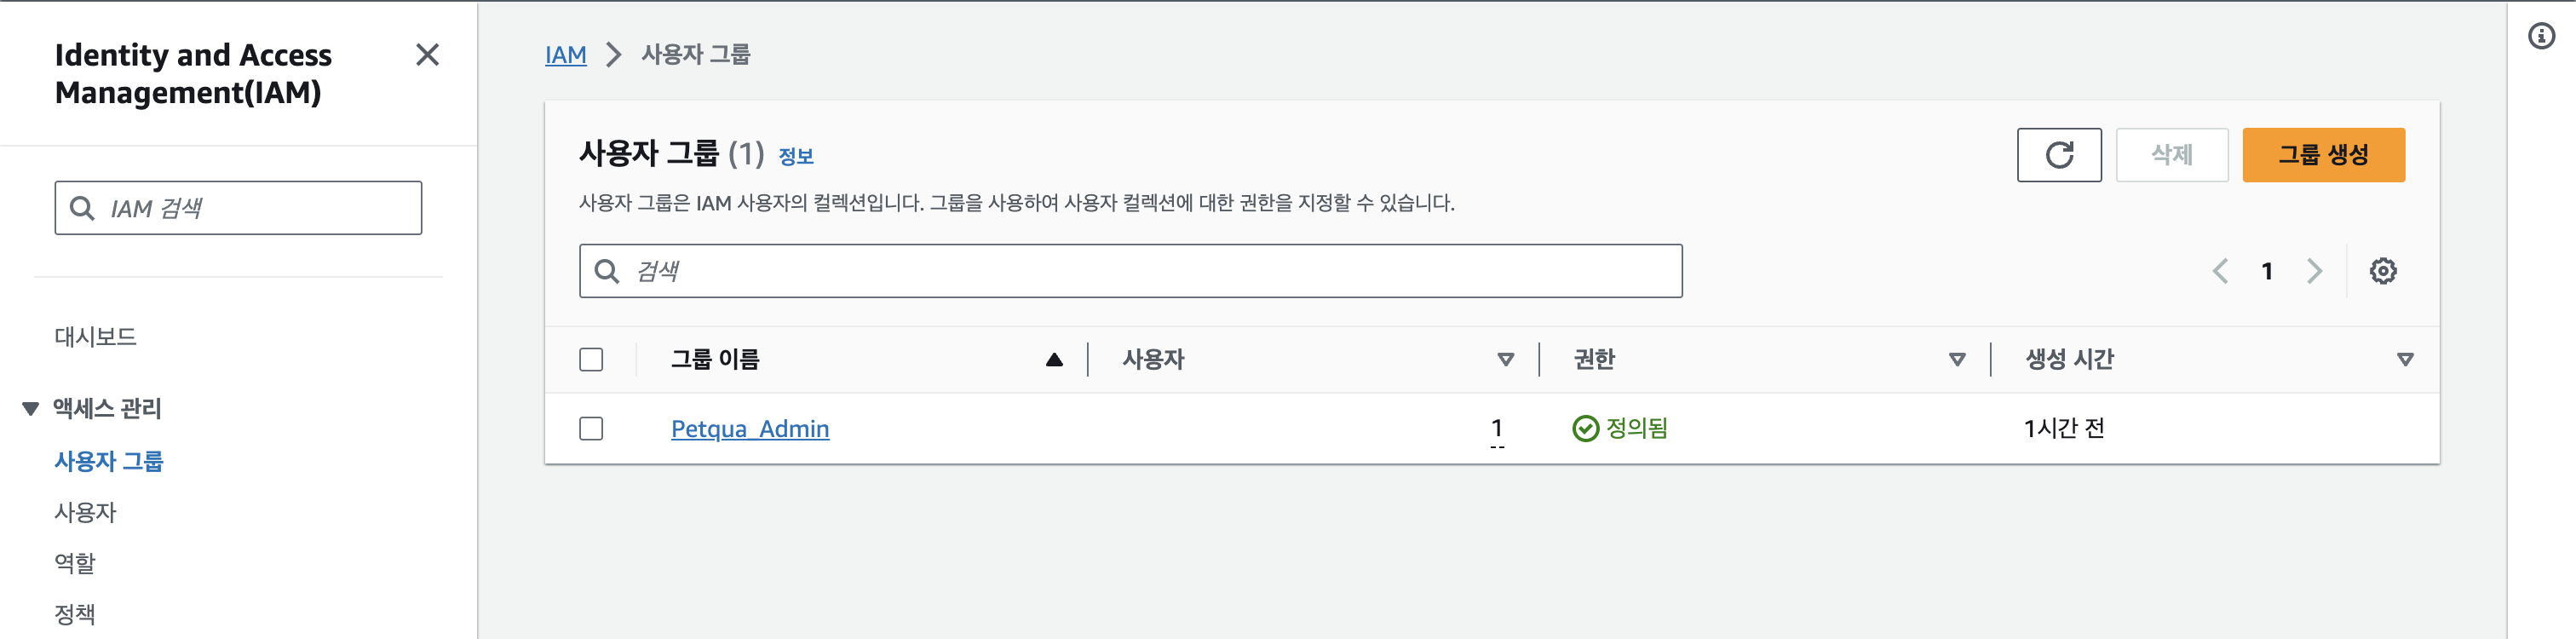 Identity and Access
Management(IAM)
IAM 검색
대시보드
액세스 관리
사용자 그룹
사용자
역할
정책
IAM 사용자 그룹
사용자 그룹 (1) 정보
삭제
그룹 생성
사용자 그룹은 IAM 사용자의 컬렉션입니다. 그룹을 사용하여 사용자 컬렉션에 대한 권한을 지정할 수 있습니다.
검색
1
그룹 이름 사용자 권한 생성 시간
Petqua_Admin 1 정의됨 1시간 전